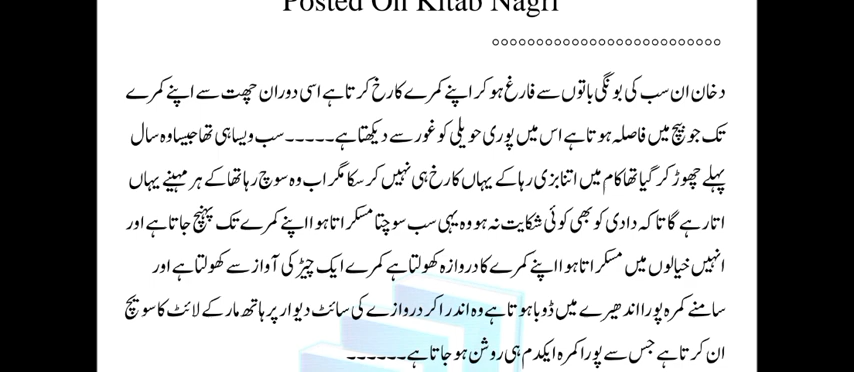 Posted On Kitab Nagri
○○○○○○○○○○○○○○○○○○○○○○○○○○
دخان ان سب کی بونگی باتوں سے فارغ ہو کر اپنے کمرے کا رخ کرتا ہے اسی دوران چھت سے اپنے کمرے
تک جو بیچ میں فاصلہ ہوتا ہے اس میں پوری حویلی کو غور سے دیکھتا ہے۔۔۔۔۔ سب ویسا ہی تھا جیسا وہ سال
پہلے چھوڑ کر گیا تھا کام میں اتنا بزی رہا کے یہاں کا رخ ہی نہیں کر سکا مگر اب وہ سوچ رہا تھا کے ہر مہینے یہاں
اتا رہے گا تا کہ دادی کو بھی کوئی شکایت نہ ہو وہ یہی سب سوچتا مسکراتا ہوا اپنے کمرے تک پہنچ جاتا ہے اور
انہیں خیالوں میں مسکراتا ہوا اپنے کمرے کا دروازہ کھولتا ہے کمرے ایک چیڑ کی آواز سے کھولتا ہے اور
سامنے کمرہ پورا اندھیرے میں ڈوبا ہوتا ہے وہ اندر اکر دروازے کی سائٹ دیوار پر ہاتھ مار کے لائٹ کا سویچ
ان کرتا ہے جس سے پورا کمرہ ایکدم ہی روشن ہو جاتا ہے۔۔۔۔۔۔